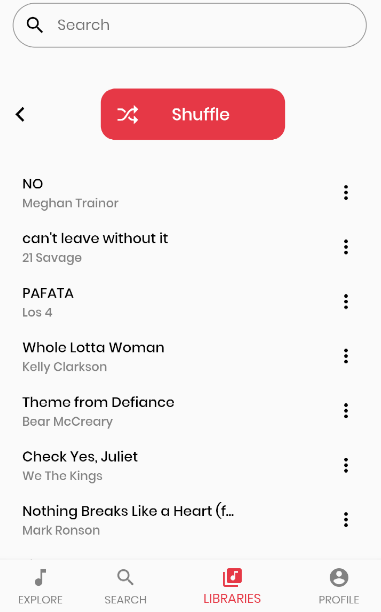 Search
Shuffle
NO
Meghan Trainor
can't leave without it
21 Savage
PAFATA
Los 4
Whole Lotta Woman
Kelly Clarkson
Theme from Defiance
Bear McCreary
Check Yes, Juliet
We The Kings
Nothing Breaks Like a Heart (f...
Mark Ronson
EXPLORE
SEARCH
LIBRARIES
PROFILE